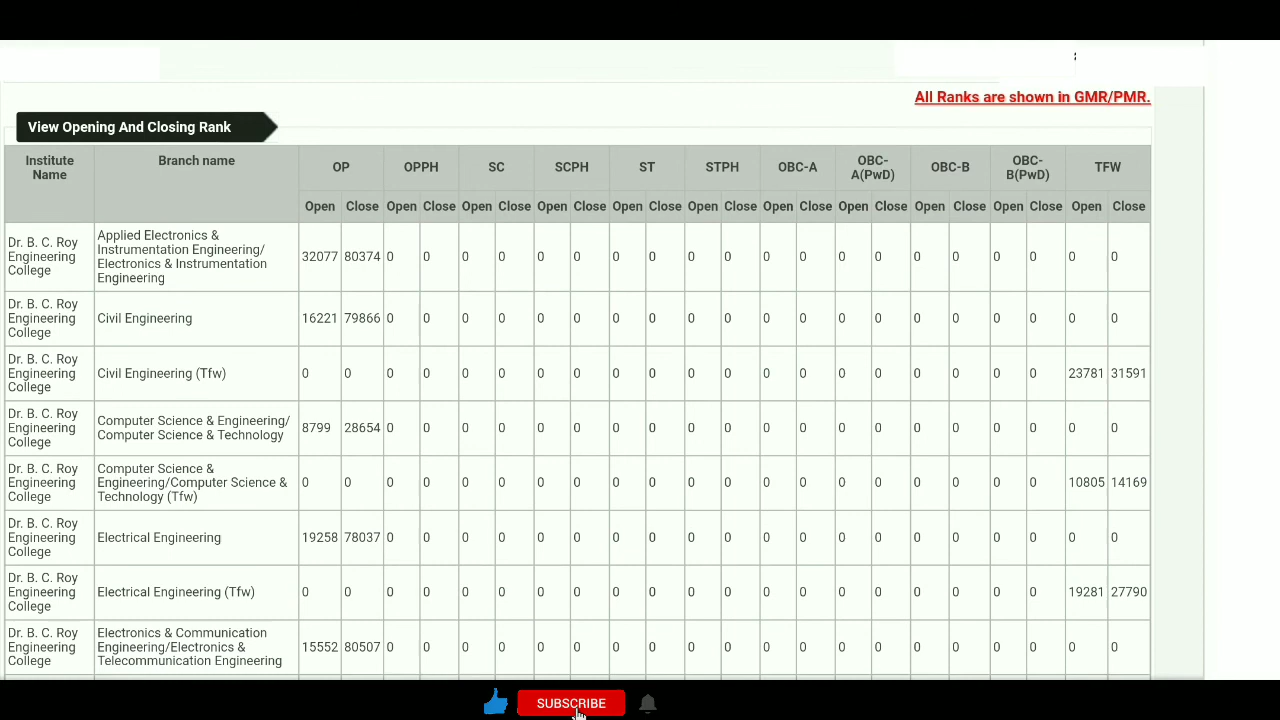 All Ranks are shown in GMR/PMR.
View Opening And Closing Rank
Institute Name Branch name OP OPPH SC SCPH ST STPH OBC-A OBC-A(PwD) OBC-B OBC-B(PwD) TFW
Open Close Open Close Open Close Open Close Open Close Open Close Open Close Open Close Open Close Open Close Open Close
Dr. B. C. Roy Engineering College Applied Electronics & Instrumentation Engineering/ Electronics & Instrumentation Engineering 32077 80374 0 0 0 0 0 0 0 0 0 0 0 0 0 0 0 0 0 0 0 0
Dr. B. C. Roy Engineering College Civil Engineering 16221 79866 0 0 0 0 0 0 0 0 0 0 0 0 0 0 0 0 0 0 0 0
Dr. B. C. Roy Engineering College Civil Engineering (Tfw) 0 0 0 0 0 0 0 0 0 0 0 0 0 0 0 0 0 0 0 0 23781 31591
Dr. B. C. Roy Engineering College Computer Science & Engineering/ Computer Science & Technology 8799 28654 0 0 0 0 0 0 0 0 0 0 0 0 0 0 0 0 0 0 0 0
Dr. B. C. Roy Engineering College Computer Science & Engineering/Computer Science & Technology (Tfw) 0 0 0 0 0 0 0 0 0 0 0 0 0 0 0 0 0 0 0 0 10805 14169
Dr. B. C. Roy Engineering College Electrical Engineering 19258 78037 0 0 0 0 0 0 0 0 0 0 0 0 0 0 0 0 0 0 0 0
Dr. B. C. Roy Engineering College Electrical Engineering (Tfw) 0 0 0 0 0 0 0 0 0 0 0 0 0 0 0 0 0 0 0 0 19281 27790
Dr. B. C. Roy Engineering College Electronics & Communication Engineering/Electronics & Telecommunication Engineering 15552 80507 0 0 0 0 0 0 0 0 0 0 0 0 0 0 0 0 0 0 0 0
SUBSCRIBE